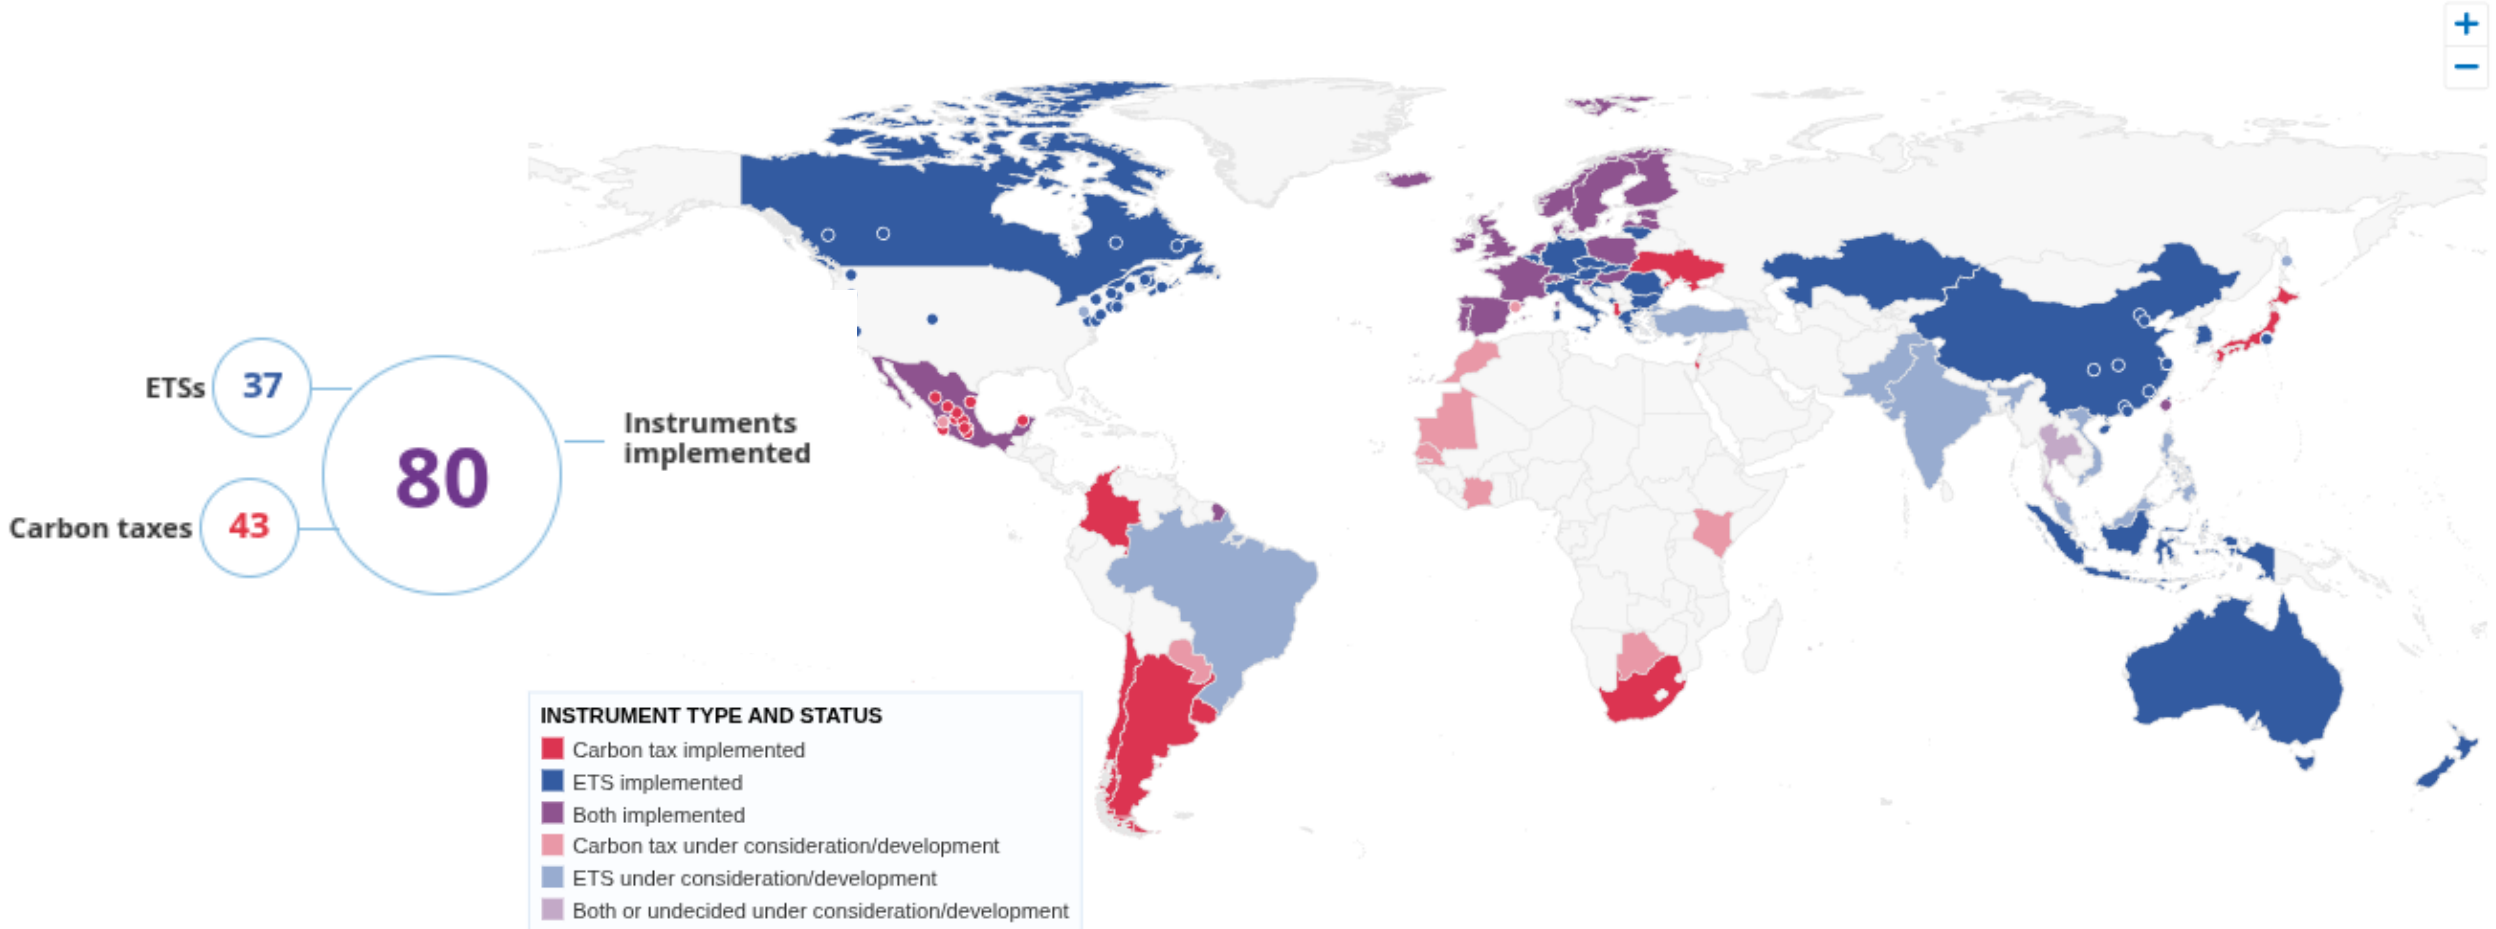 +
−
ETSs
37
Carbon taxes
43
80
Instruments
implemented
INSTRUMENT TYPE AND STATUS
Carbon tax implemented
ETS implemented
Both implemented
Carbon tax under consideration/development
ETS under consideration/development
Both or undecided under consideration/development